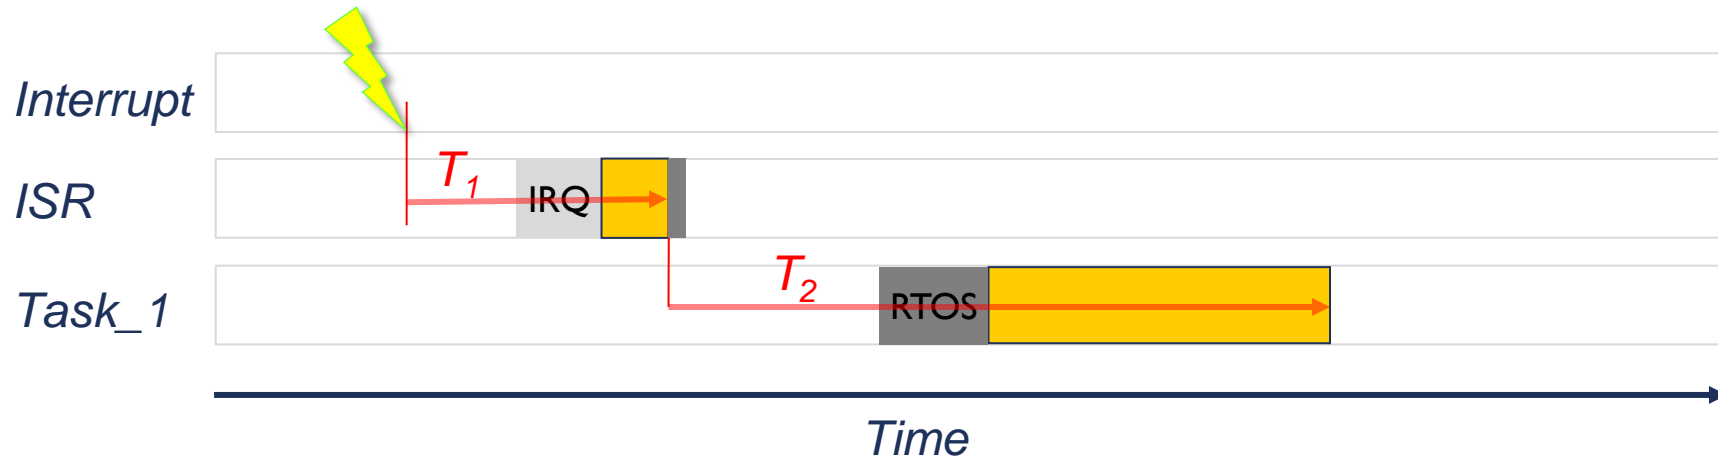 Interrupt
T1
ISR
IRQ
T2
Task_1
RTOS
Time